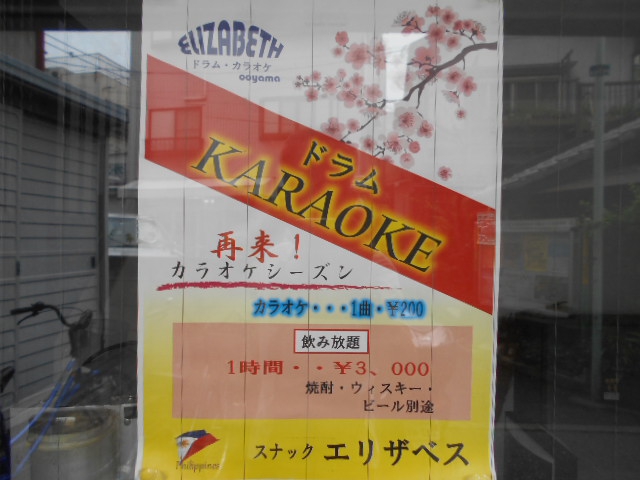 ELIZABETH
ドラム・カラオケ
ooyama
ドラム
KARAOKE
再来！
カラオケシーズン
カラオケ・・・1曲・¥200
飲み放題
1時間・・¥3、000
焼酎・ウィスキー・
ビール別途
Philippines
スナック エリザベス